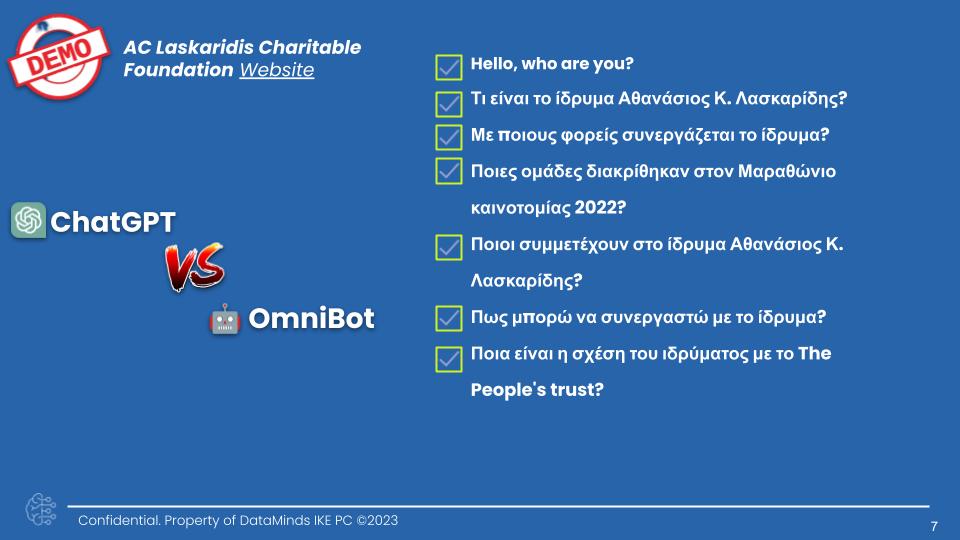 DEMO
AC Laskaridis Charitable
Foundation Website
ChatGPT
VS
OmniBot
Hello, who are you?
Τι είναι το ίδρυμα Αθανάσιος Κ. Λασκαρίδης?
Με ποιους φορείς συνεργάζεται το ίδρυμα?
Ποιες ομάδες διακρίθηκαν στον Μαραθώνιο
καινοτομίας 2022?
Ποιοι συμμετέχουν στο ίδρυμα Αθανάσιος Κ.
Λασκαρίδης?
Πως μπορώ να συνεργαστώ με το ίδρυμα?
Ποια είναι η σχέση του ιδρύματος με το The
People's trust?
Confidential. Property of DataMinds IKE PC ©2023
7